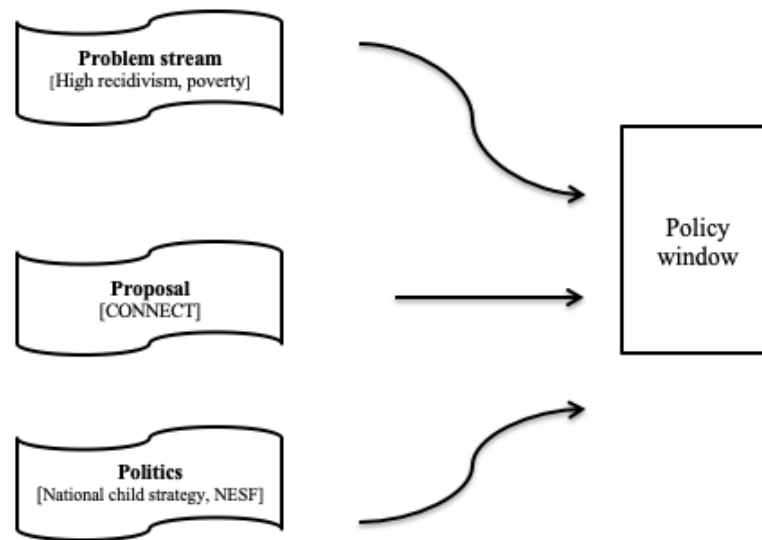 Problem stream
[High recidivism, poverty]
Proposal
[CONNECT]
Politics
[National child strategy, NESF]
Policy
window